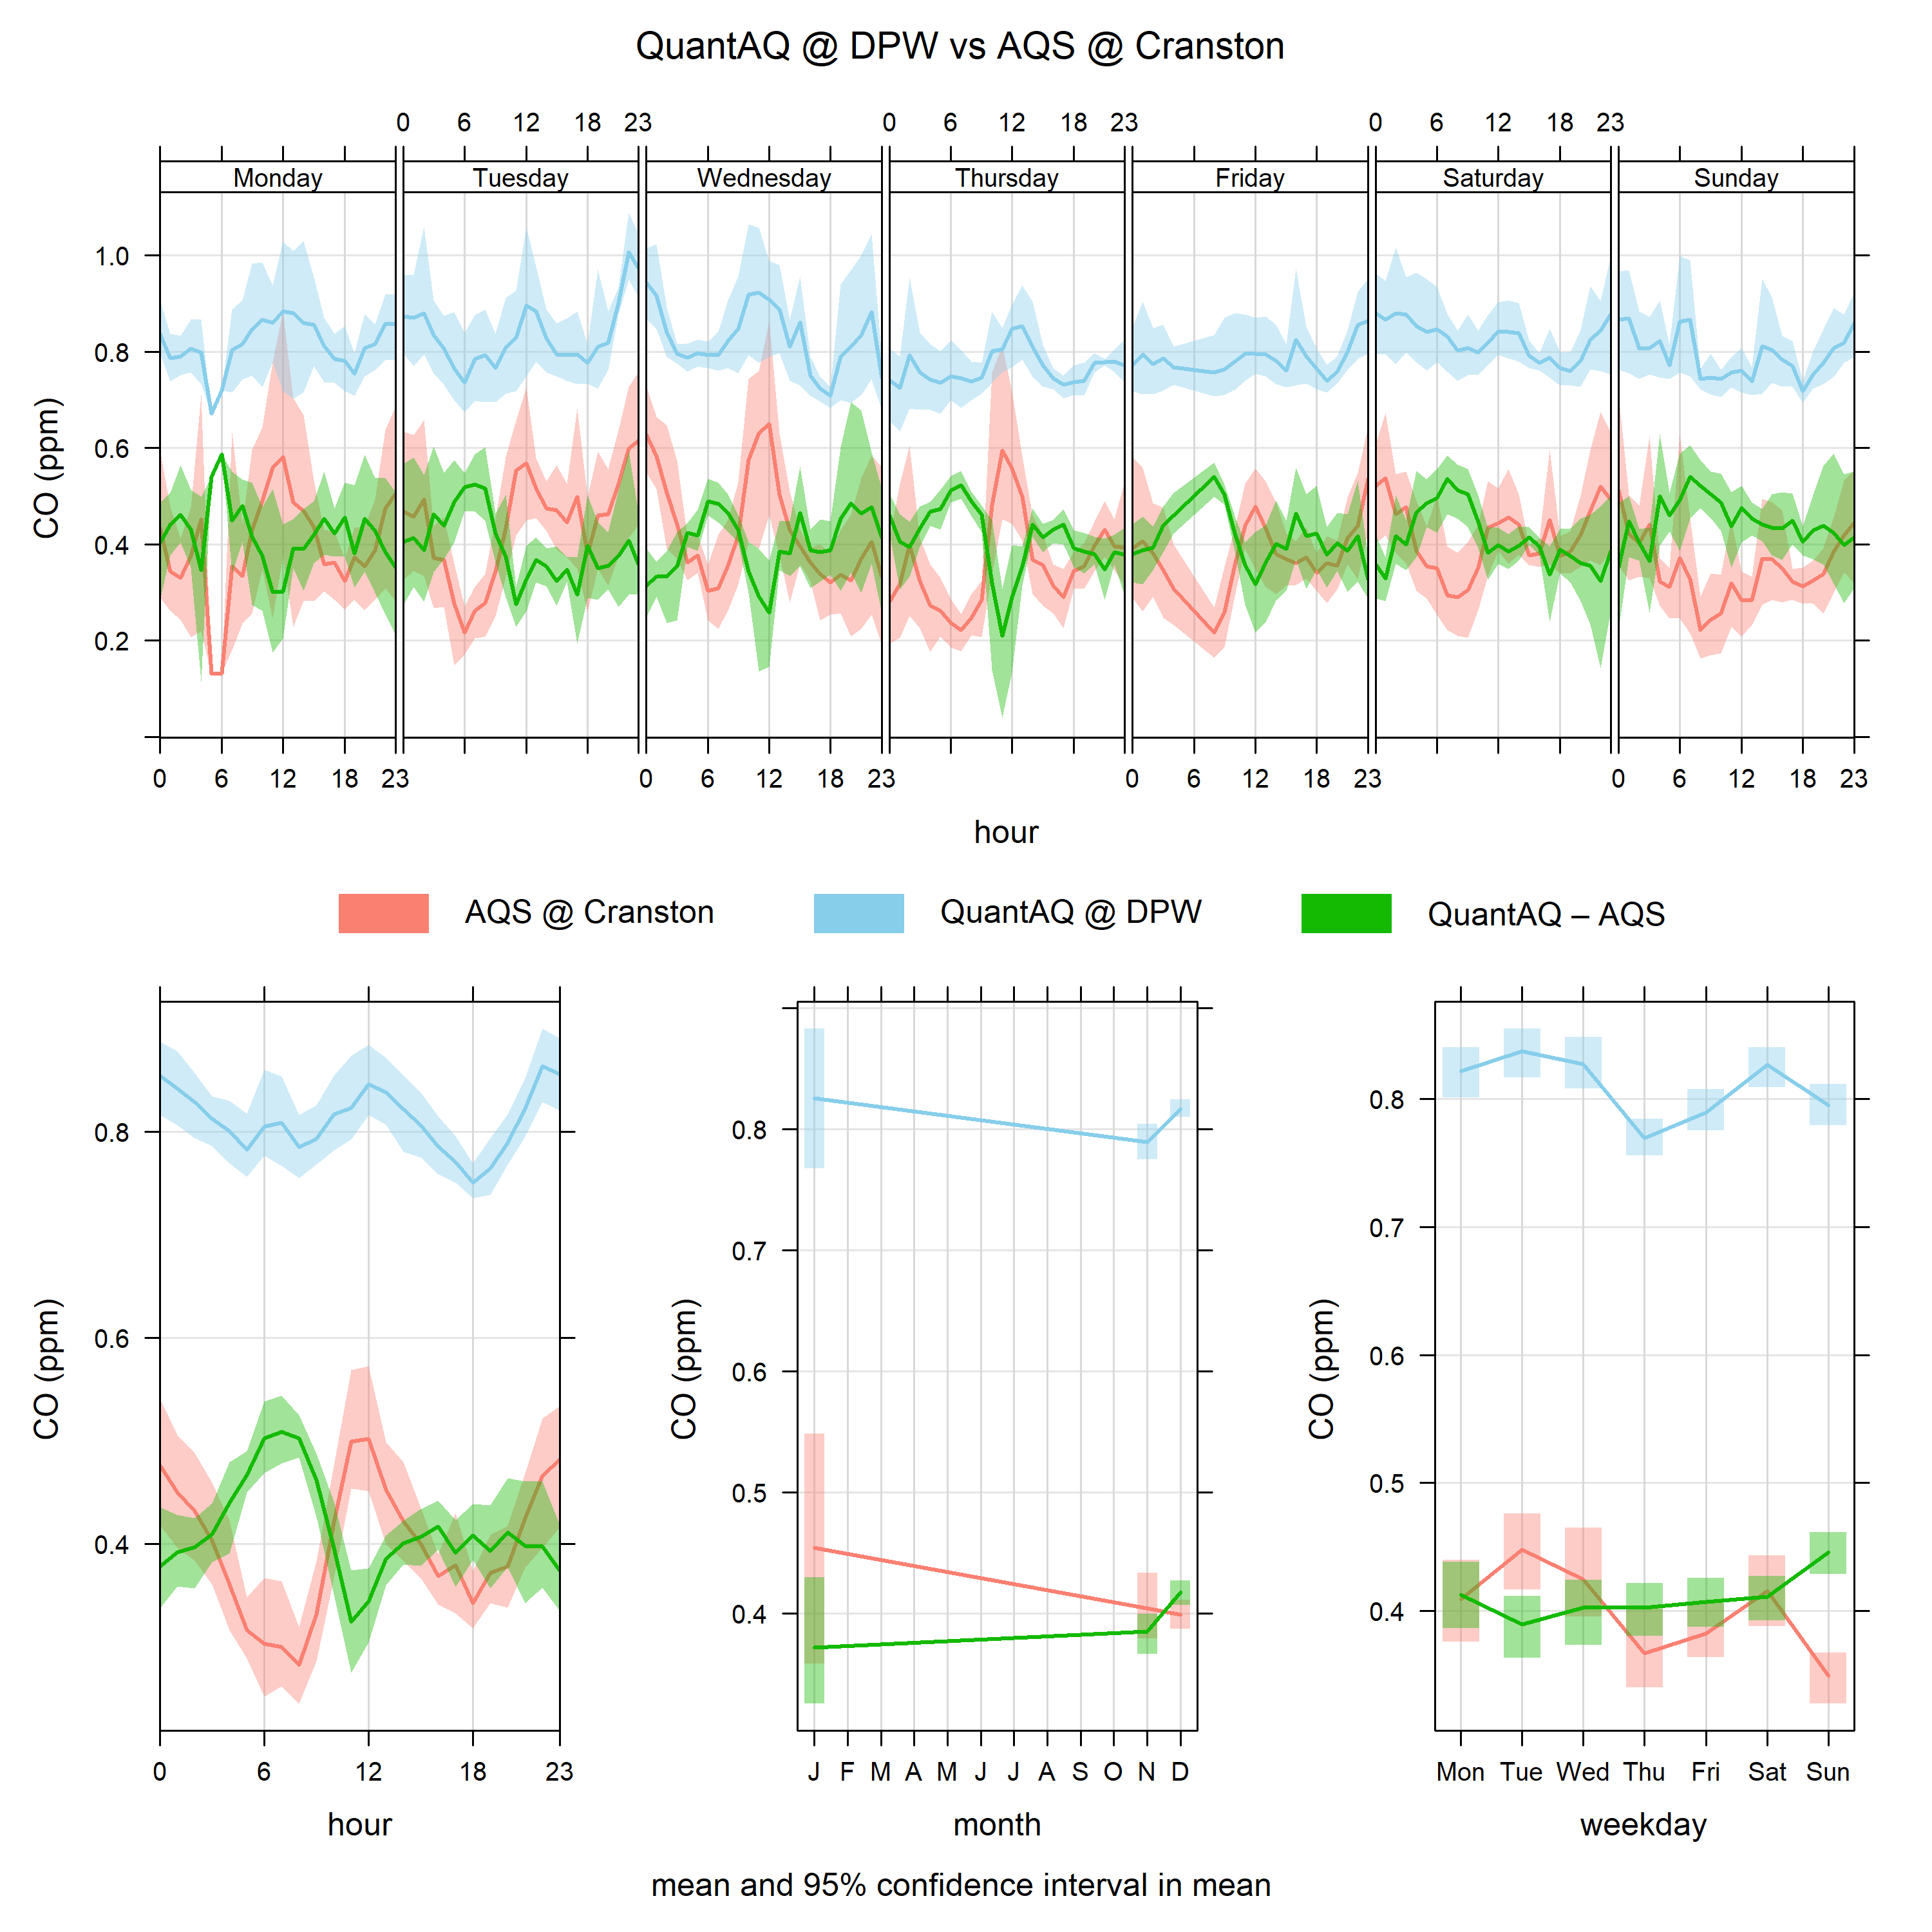 QuantAQ @ DPW vs AQS @ Cranston
0 6 12 18 23 0 6 12 18 23 0 6 12 18 23
Monday Tuesday Wednesday Thursday Friday Saturday Sunday
1.0
0.8
0.6
0.4
0.2
CO (ppm)
0 6 12 18 23 0 6 12 18 23 0 6 12 18 23 0 6 12 18 23
hour
AQS @ Cranston QuantAQ @ DPW QuantAQ – AQS
0.8
0.6
0.4
CO (ppm)
0 6 12 18 23
hour
0.8
0.7
0.6
0.5
0.4
CO (ppm)
J F M A M J J A S O N D
month
0.8
0.7
0.6
0.5
0.4
CO (ppm)
Mon Tue Wed Thu Fri Sat Sun
weekday
mean and 95% confidence interval in mean